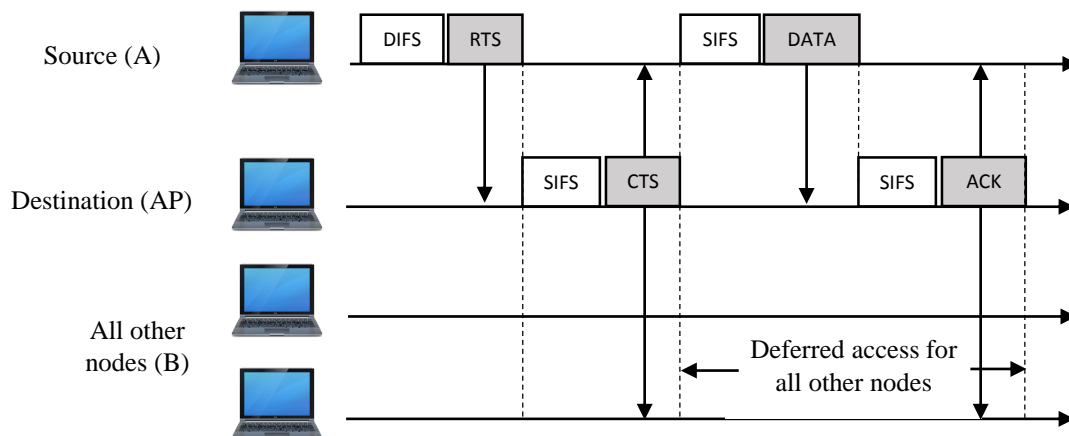 DIFS
RTS
SIFS
DATA
Source (A)
SIFS
CTS
SIFS
ACK
Destination (AP)
All other
nodes (B)
Deferred access for
all other nodes